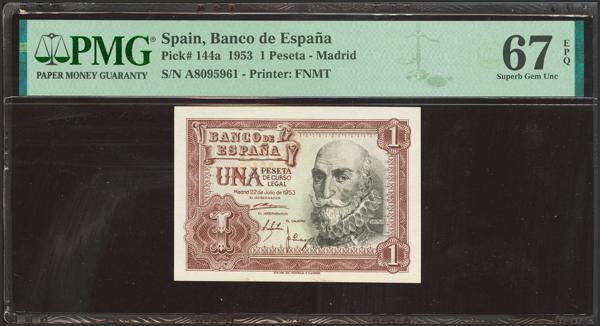 PMG
PAPER MONEY GUARANTY
Spain, Banco de España
Pick# 144a 1953 1 Peseta - Madrid
S/N A8095961 - Printer: FNMT
67 EPQ
Superb Gem Unc
BANCO DE
ESPAÑA
1
UNA PESETA
DE CURSO
LEGAL
Madrid 22 de Julio de 1953
EL GOBERNADOR
EL INTERVENTOR
EL CAJERO
1
1